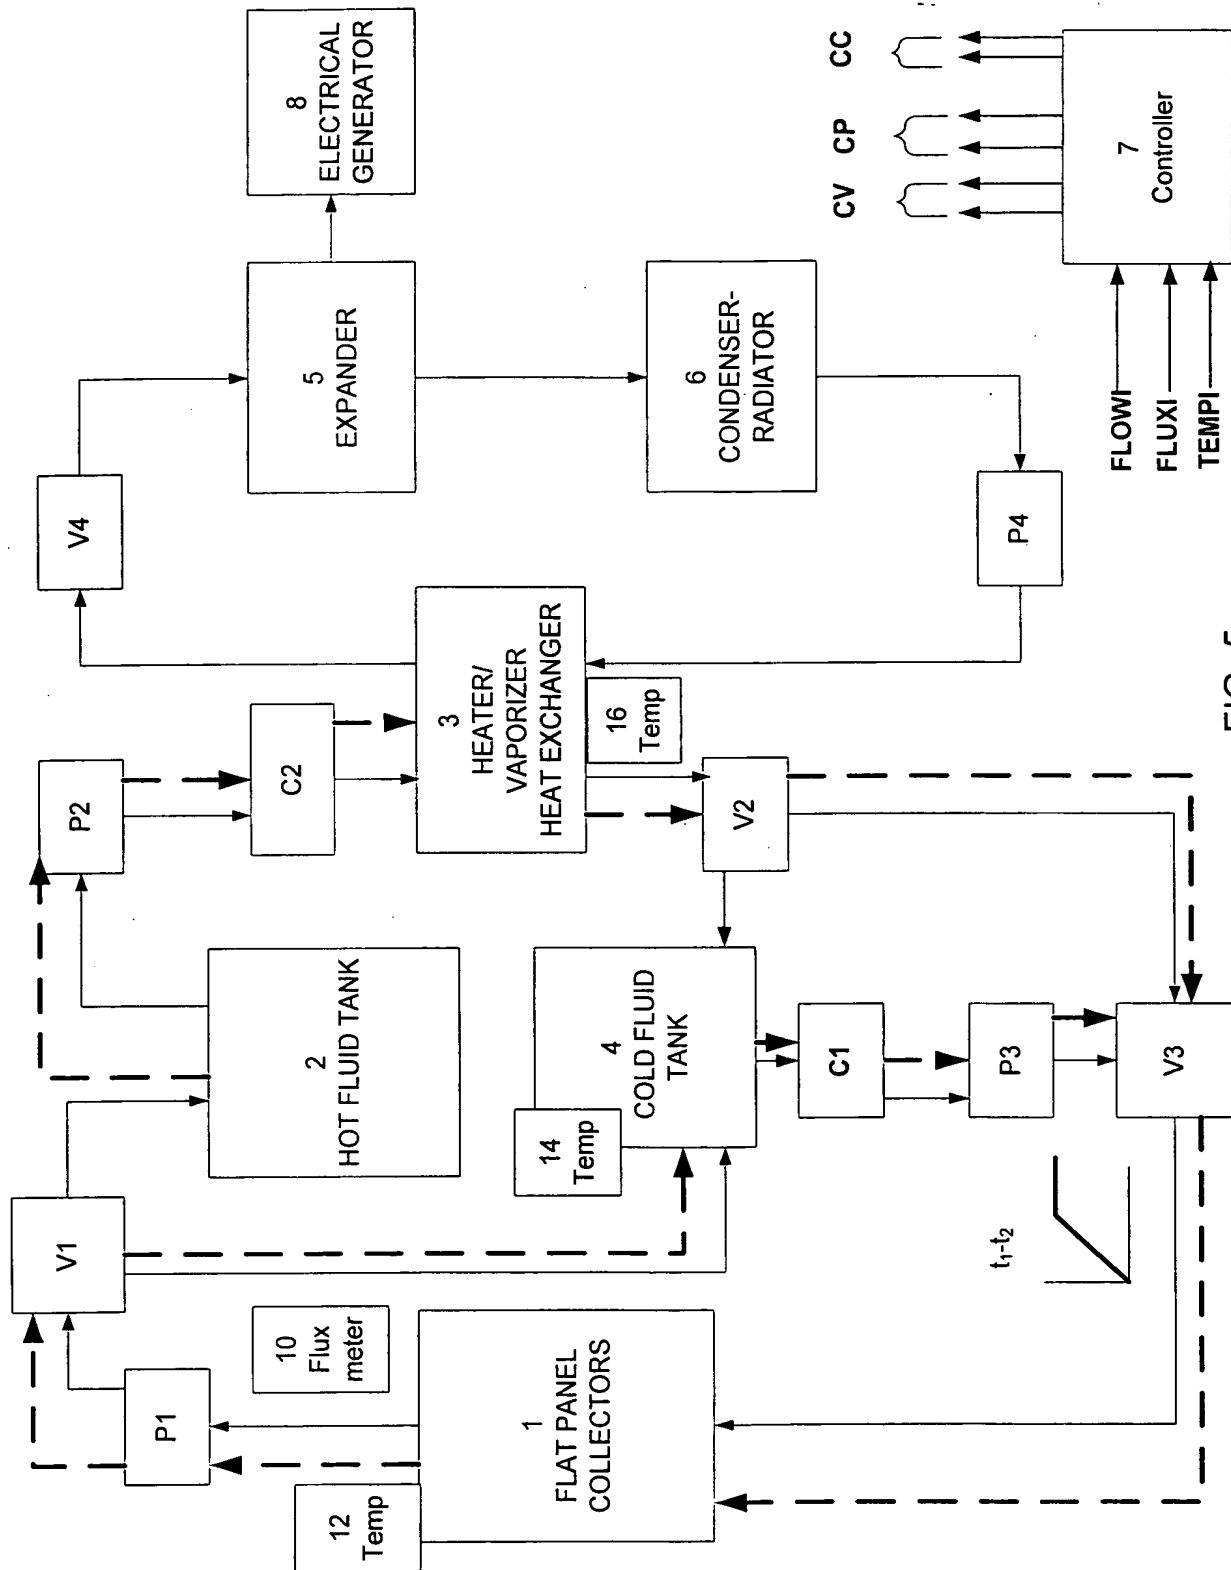 V1
P2
V4
P1
2
HOT FLUID TANK
C2
5
EXPANDER
8
ELECTRICAL
GENERATOR
10
Flux
meter
12
Temp
1
FLAT PANEL
COLLECTORS
14
Temp
4
COLD FLUID
TANK
3
HEATER/
VAPORIZER
HEAT EXCHANGER
16
Temp
V2
6
CONDENSER-
RADIATOR
C1
P3
V3
P4
t₁-t₂
CV
CP
CC
7
Controller
FLOWI
FLUXI
TEMPI
FIG. 5